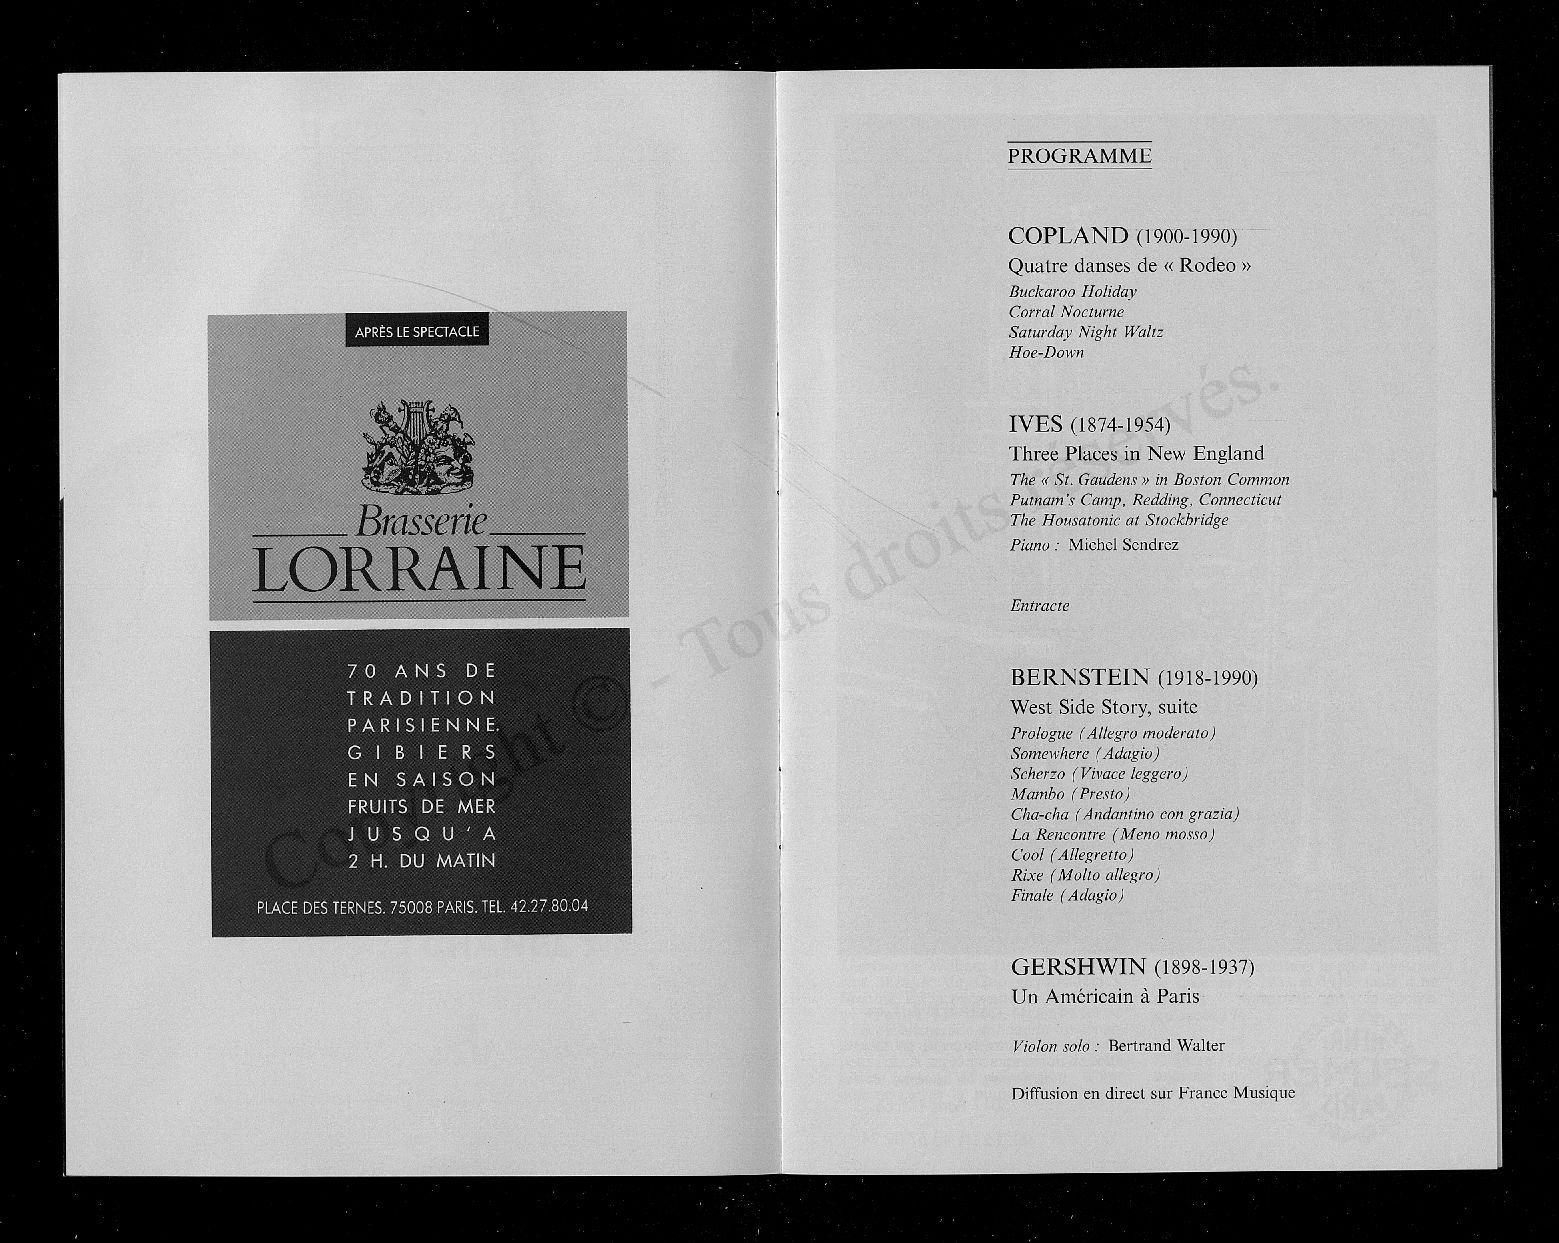 APRÈS LE SPECTACLE
Brasserie
LORRAINE
70 ANS DE
TRADITION
PARISIENNE.
GIBIERS
EN SAISON
FRUITS DE MER
JUSQU'A
2 H. DU MATIN
PLACE DES TERNES. 75008 PARIS. TEL. 42.27.80.04
PROGRAMME
COPLAND (1900-1990)
Quatre danses de « Rodeo »
Buckaroo Holiday
Corral Nocturne
Saturday Night Waltz
Hoe-Down
IVES (1874-1954)
Three Places in New England
The « St. Gaudens » in Boston Common
Putnam's Camp, Redding, Connecticut
The Housatonic at Stockbridge
Piano : Michel Sendrez
Entracte
BERNSTEIN (1918-1990)
West Side Story, suite
Prologue (Allegro moderato)
Somewhere (Adagio)
Scherzo (Vivace leggero)
Mambo (Presto)
Cha-cha (Andantino con grazia)
La Rencontre (Meno mosso)
Cool (Allegretto)
Rixe (Molto allegro)
Finale (Adagio)
GERSHWIN (1898-1937)
Un Américain à Paris
Violon solo : Bertrand Walter
Diffusion en direct sur France Musique
Copyright © - Tous droits réservés.